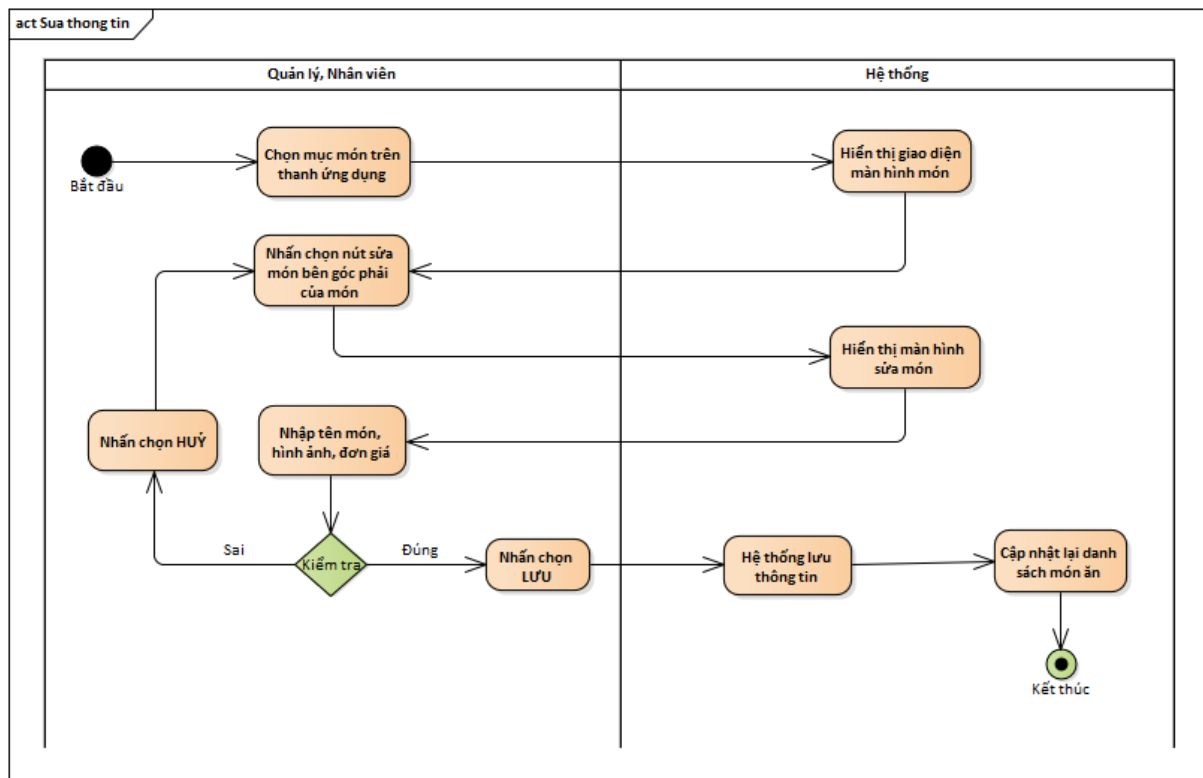 act Sua thong tin
Quản lý, Nhân viên
Hệ thống
Bắt đầu
Chọn mục món trên
thanh ứng dụng
Hiển thị giao diện
màn hình món
Nhấn chọn nút sửa
món bên góc phải
của món
Hiển thị màn hình
sửa món
Nhấn chọn HUỶ
Nhập tên món,
hình ảnh, đơn giá
Sai
Kiểm tra
Đúng
Nhấn chọn
LƯU
Hệ thống lưu
thông tin
Cập nhật lại danh
sách món ăn
Kết thúc